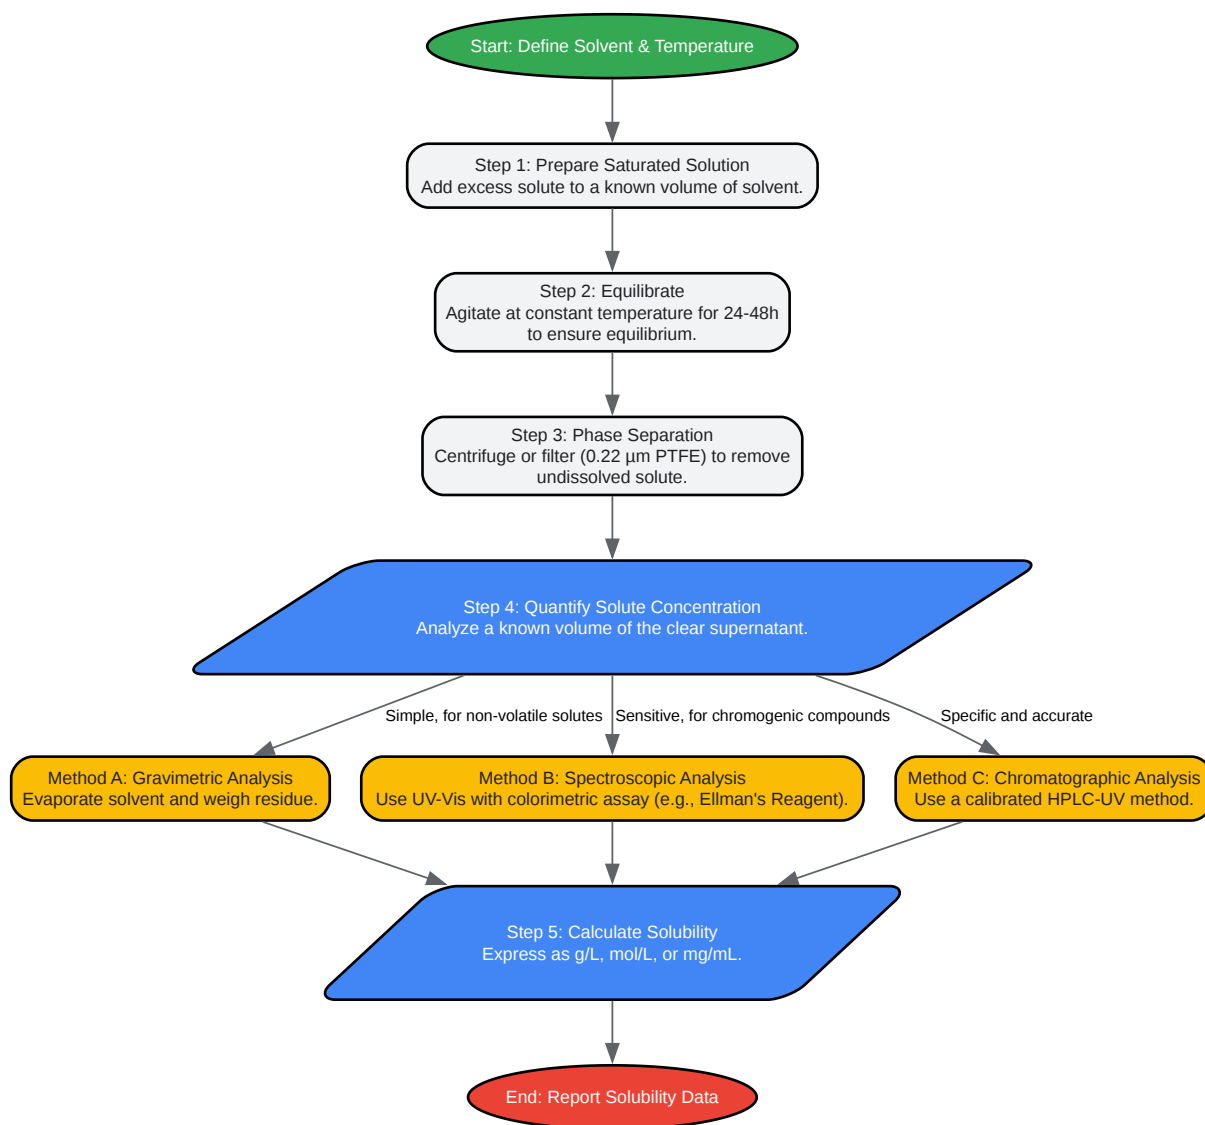 Start: Define Solvent & Temperature
Step 1: Prepare Saturated Solution
Add excess solute to a known volume of solvent.
Step 2: Equilibrate
Agitate at constant temperature for 24-48h
to ensure equilibrium.
Step 3: Phase Separation
Centrifuge or filter (0.22 µm PTFE) to remove
undissolved solute.
Step 4: Quantify Solute Concentration
Analyze a known volume of the clear supernatant.
Simple, for non-volatile solutes
Sensitive, for chromogenic compounds
Specific and accurate
Method A: Gravimetric Analysis
Evaporate solvent and weigh residue.
Method B: Spectroscopic Analysis
Use UV-Vis with colorimetric assay (e.g., Ellman's Reagent).
Method C: Chromatographic Analysis
Use a calibrated HPLC-UV method.
Step 5: Calculate Solubility
Express as g/L, mol/L, or mg/mL.
End: Report Solubility Data